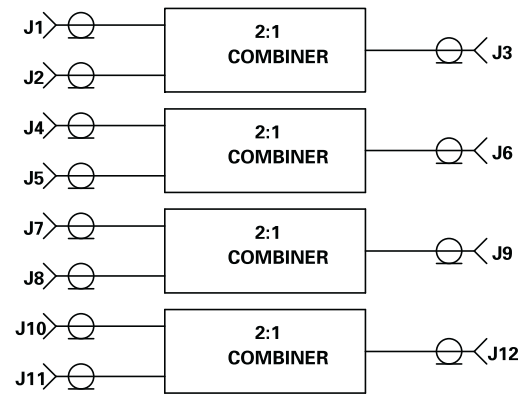 J1
2:1
COMBINER
J3
J2
J4
2:1
COMBINER
J6
J5
J7
2:1
COMBINER
J9
J8
J10
2:1
COMBINER
J12
J11